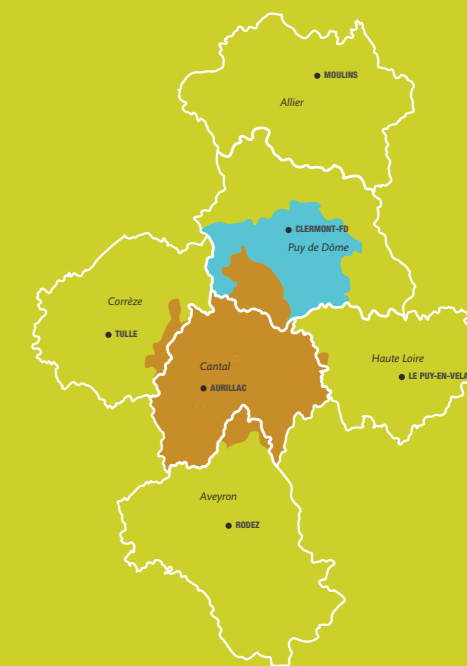 MOULINS
Allier
CLERMONT-FD
Puy de Dôme
Corrèze
TULLE
Cantal
AURILLAC
Haute Loire
LE PUY-EN-VELA
Aveyron
RODEZ